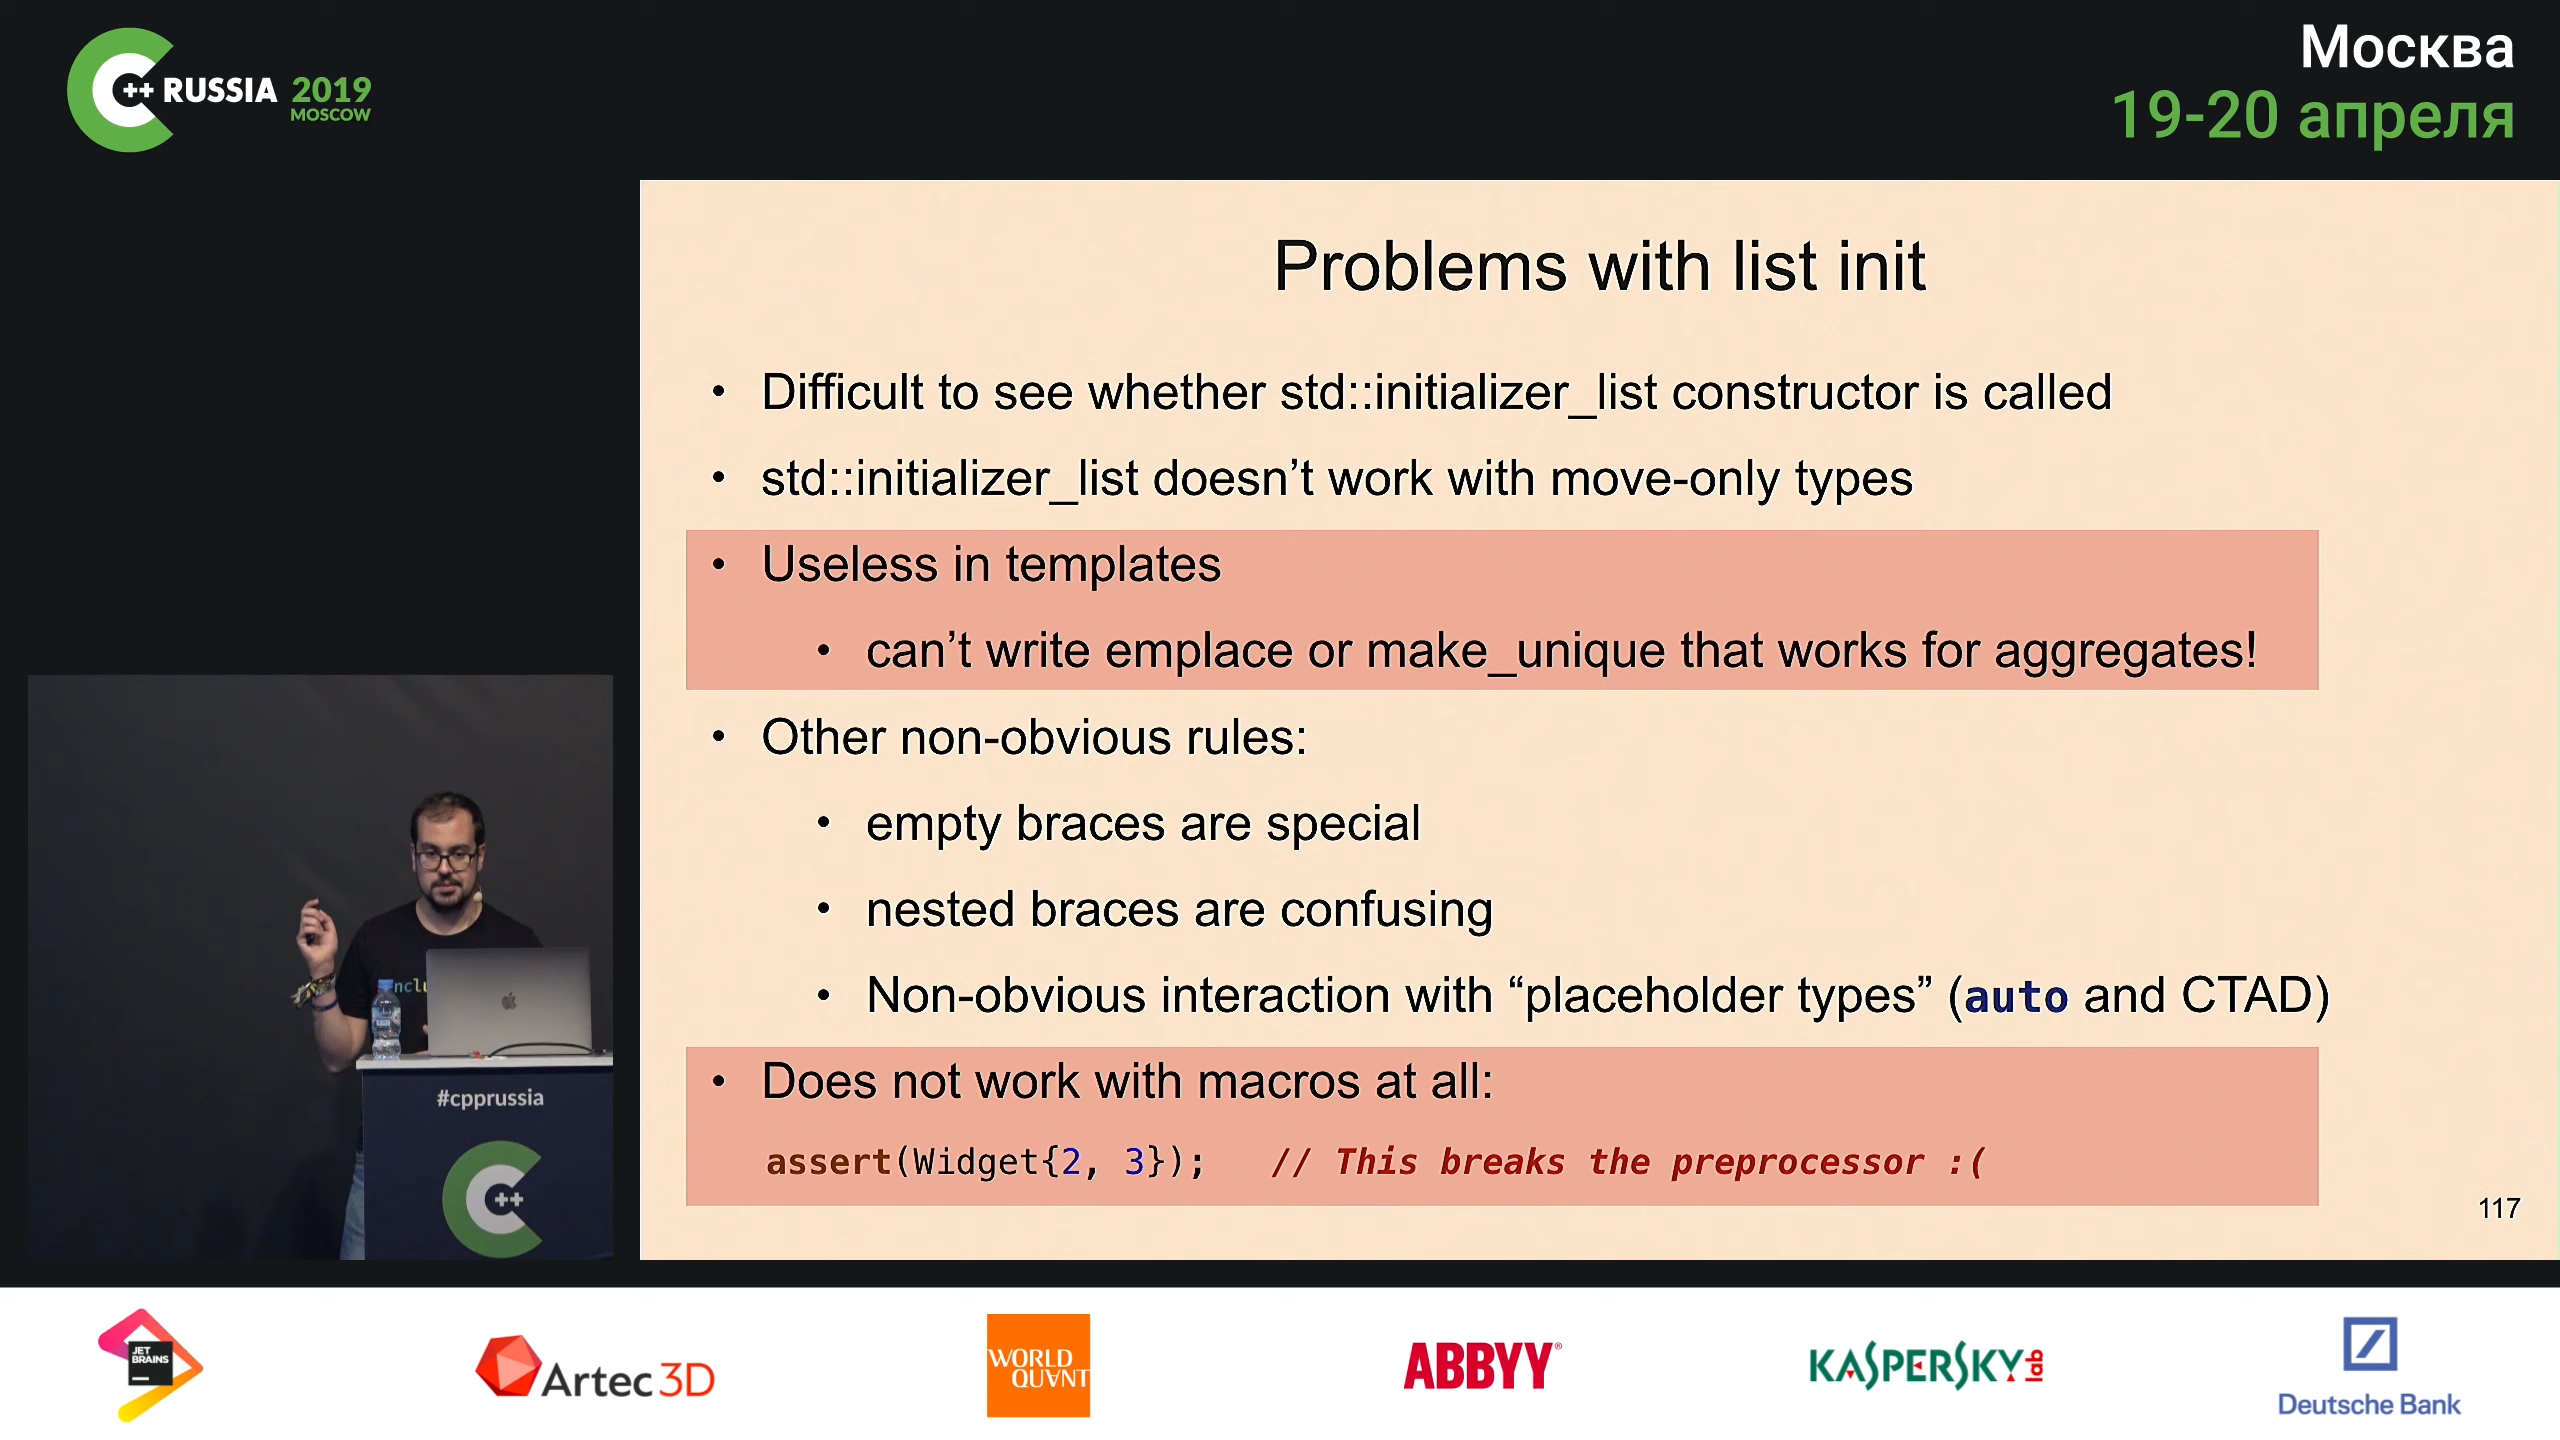 C++ RUSSIA 2019
MOSCOW
Москва
19-20 апреля
Problems with list init
• Difficult to see whether std::initializer_list constructor is called
• std::initializer_list doesn’t work with move-only types
• Useless in templates
• can’t write emplace or make_unique that works for aggregates!
• Other non-obvious rules:
• empty braces are special
• nested braces are confusing
• Non-obvious interaction with “placeholder types” (auto and CTAD)
• Does not work with macros at all:
assert(Widget{2, 3}); // This breaks the preprocessor :(
117
nclu
#cpprussia
C++
JET
BRAINS
Artec 3D
WORLD
QUANT
ABBYY®
KASPERSKY lab
Deutsche Bank